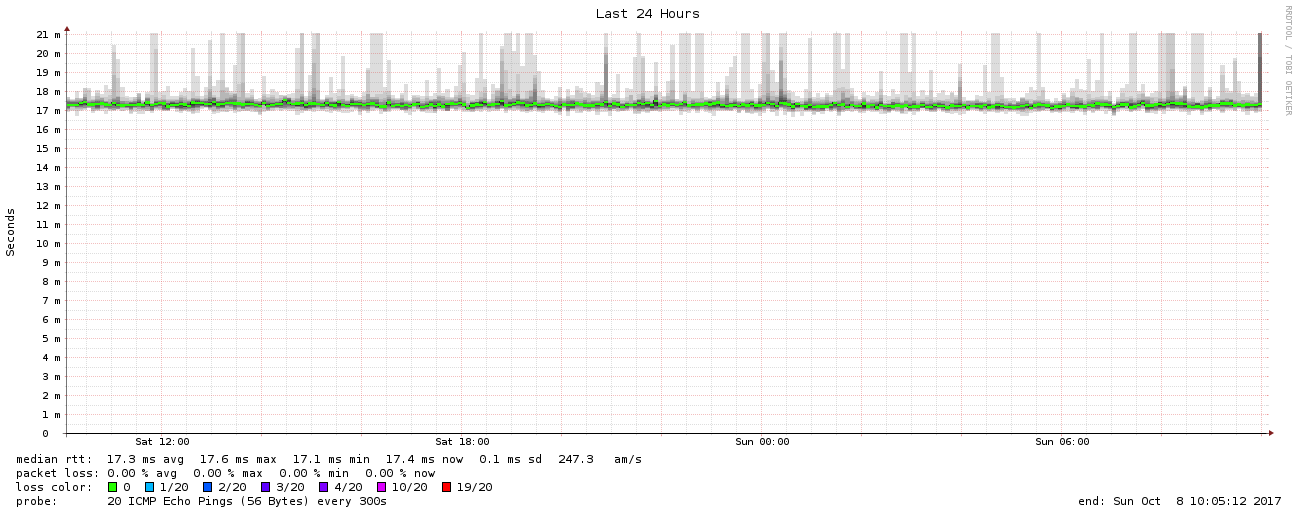 Last 24 Hours
RRDTOOL / TOBI OETIKER
Seconds
21 m
20 m
19 m
18 m
17 m
16 m
15 m
14 m
13 m
12 m
11 m
10 m
9 m
8 m
7 m
6 m
5 m
4 m
3 m
2 m
1 m
0
Sat 12:00 Sat 18:00 Sun 00:00 Sun 06:00
median rtt: 17.3 ms avg 17.6 ms max 17.1 ms min 17.4 ms now 0.1 ms sd 247.3 am/s
packet loss: 0.00 % avg 0.00 % max 0.00 % min 0.00 % now
loss color: 0 1/20 2/20 3/20 4/20 10/20 19/20
probe: 20 ICMP Echo Pings (56 Bytes) every 300s end: Sun Oct 8 10:05:12 2017